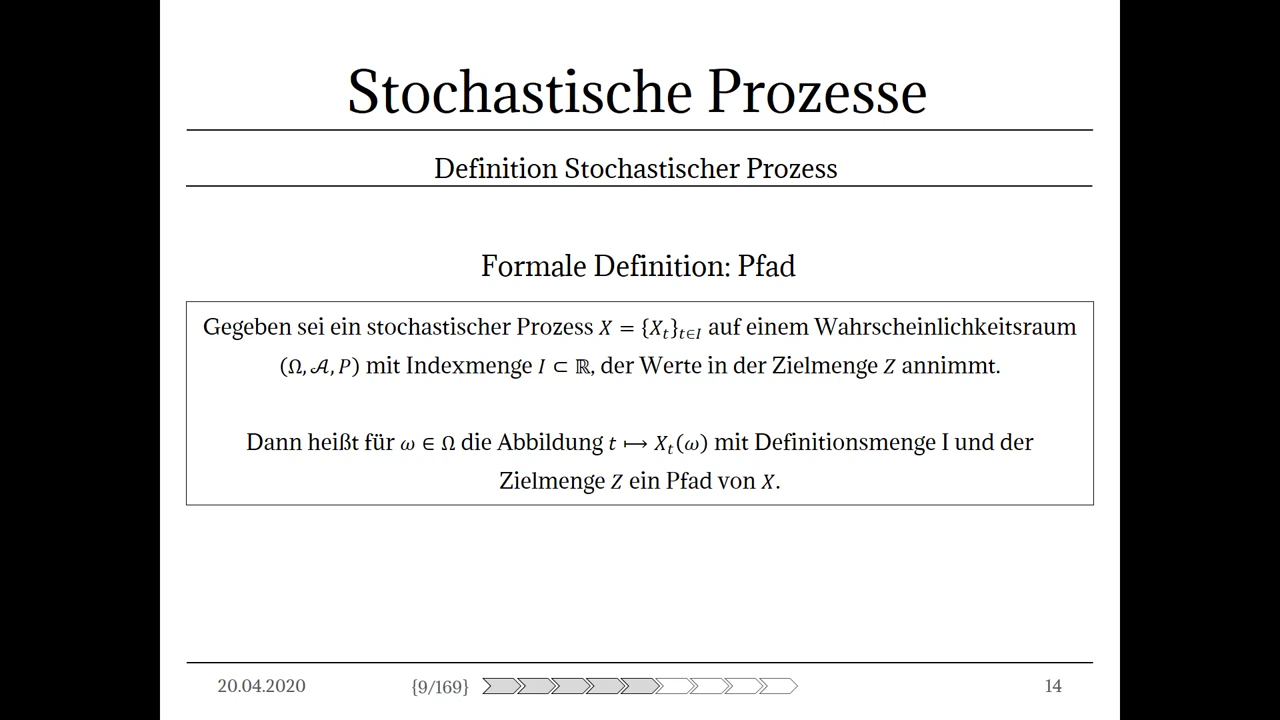 Stochastische Prozesse
Definition Stochastischer Prozess
Formale Definition: Pfad
Gegeben sei ein stochastischer Prozess X = {Xₜ}ₜ∈I auf einem Wahrscheinlichkeitsraum
(Ω, 𝒜, P) mit Indexmenge I ⊂ ℝ, der Werte in der Zielmenge Z annimmt.
Dann heißt für ω ∈ Ω die Abbildung t ↦ Xₜ(ω) mit Definitionsmenge I und der
Zielmenge Z ein Pfad von X.
20.04.2020 {9/169} 14